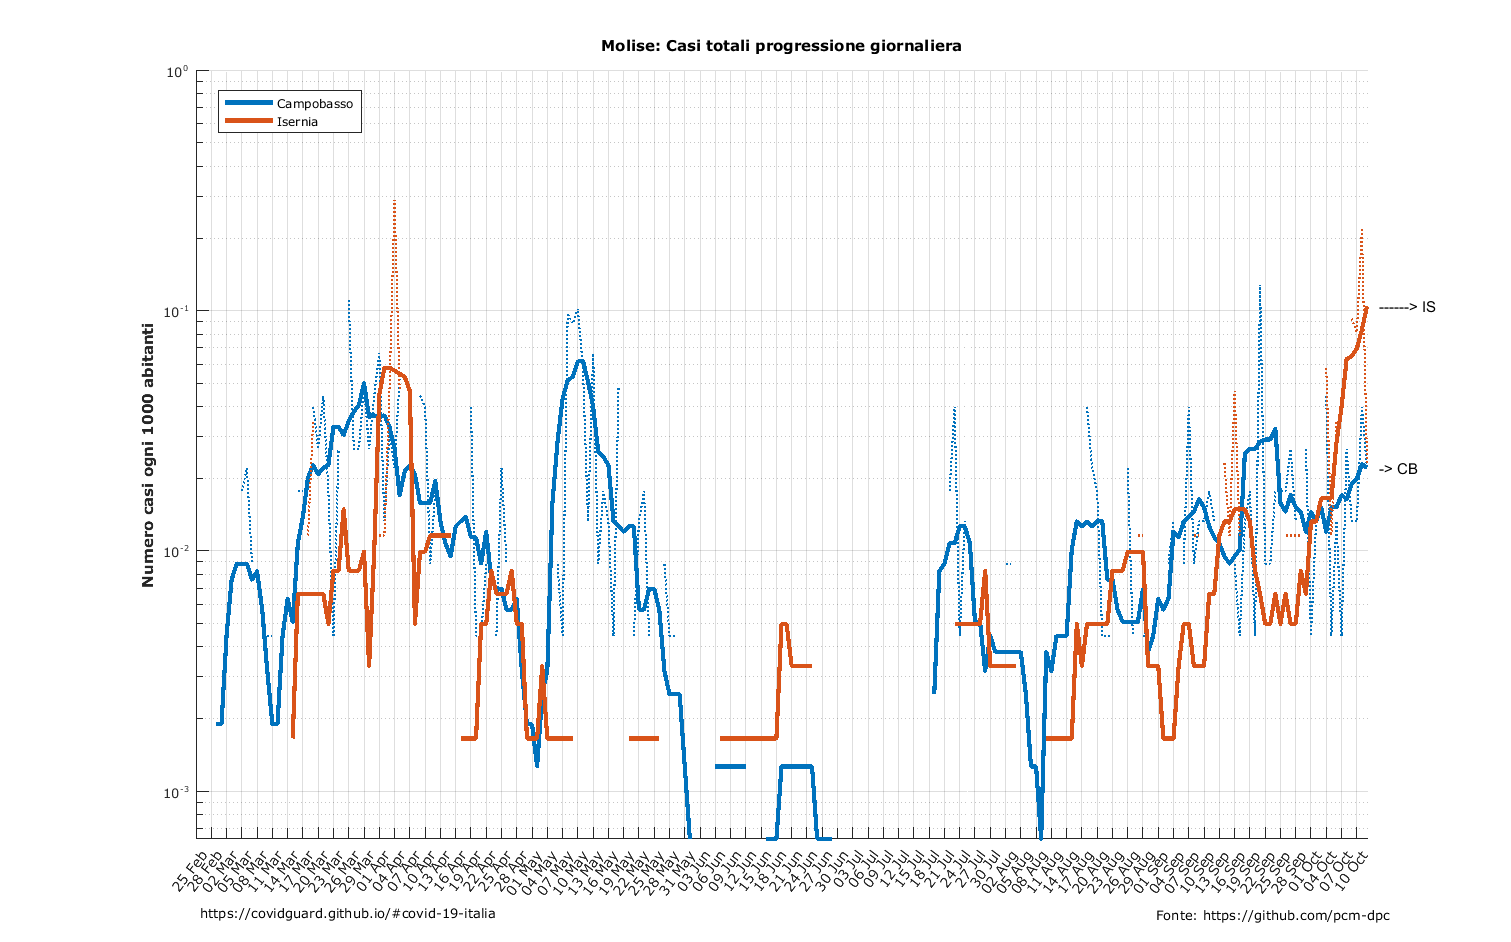 Molise: Casi totali progressione giornaliera
Numero casi ogni 1000 abitanti
10⁰
10⁻¹
10⁻²
10⁻³
Campobasso
Isernia
------> IS
-> CB
25 Feb
28 Feb
02 Mar
05 Mar
08 Mar
11 Mar
14 Mar
17 Mar
20 Mar
23 Mar
26 Mar
29 Mar
01 Apr
04 Apr
07 Apr
10 Apr
13 Apr
16 Apr
19 Apr
22 Apr
25 Apr
28 Apr
01 May
04 May
07 May
10 May
13 May
16 May
19 May
22 May
25 May
28 May
31 May
03 Jun
06 Jun
09 Jun
12 Jun
15 Jun
18 Jun
21 Jun
24 Jun
27 Jun
30 Jun
03 Jul
06 Jul
09 Jul
12 Jul
15 Jul
18 Jul
21 Jul
24 Jul
27 Jul
30 Jul
02 Aug
05 Aug
08 Aug
11 Aug
14 Aug
17 Aug
20 Aug
23 Aug
26 Aug
29 Aug
01 Sep
04 Sep
07 Sep
10 Sep
13 Sep
16 Sep
19 Sep
22 Sep
25 Sep
28 Sep
01 Oct
04 Oct
07 Oct
10 Oct
https://covidguard.github.io/#covid-19-italia
Fonte: https://github.com/pcm-dpc